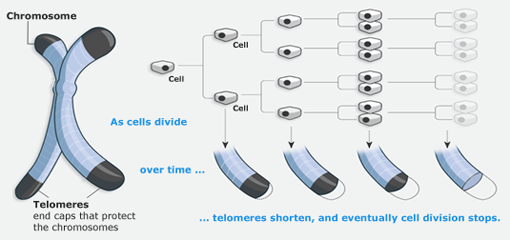 Chromosome
Cell
Cell
Cell
As cells divide
over time ...
Telomeres
end caps that protect
the chromosomes
... telomeres shorten, and eventually cell division stops.